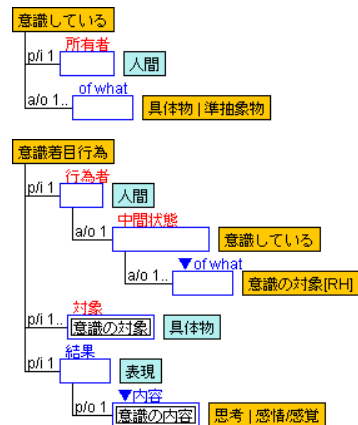 意識している
所有者
p/i 1
人間
of what
a/o 1..
具体物 | 準抽象物
意識着目行為
行為者
p/i 1
人間
中間状態
a/o 1
意識している
▼of what
a/o 1..
意識の対象[RH]
対象
p/i 1..
意識の対象
具体物
結果
p/i 1
表現
▼内容
p/o 1
意識の内容
思考 | 感情/感覚